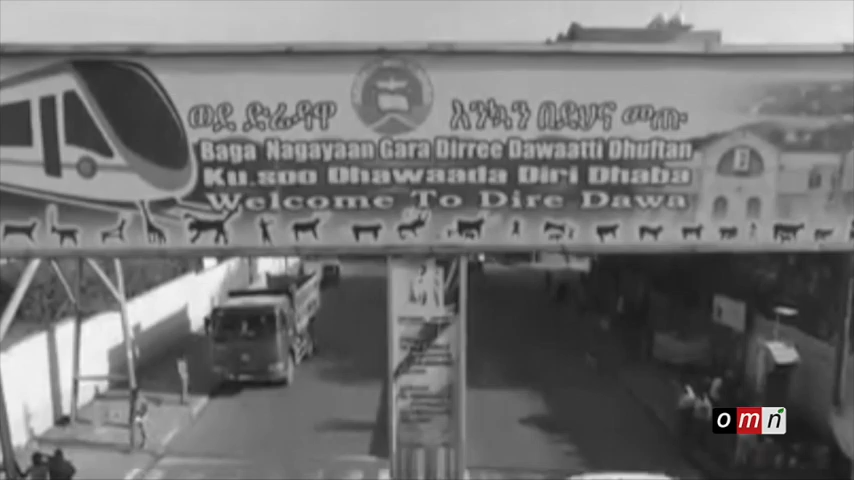 ወደ ድሬዳዋ እንኳን በደህና መጡ
Baga Nagayaan Gara Dirree Dawaatti Dhuftan
Ku.soo Dhawaada Diri Dhaba
Welcome To Dire Dawa
omn